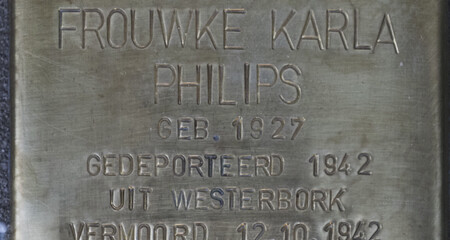 FROUWKE KARLA
PHILIPS
GEB. 1927
GEDEPORTEERD 1942
UIT WESTERBORK
VERMOORD 12.10.1942